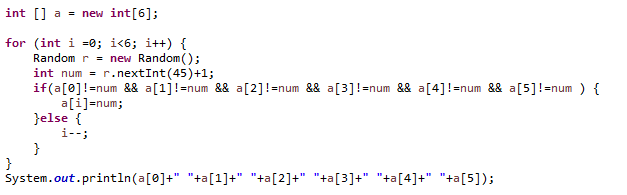 int [] a = new int[6];
for (int i =0; i<6; i++) {
Random r = new Random();
int num = r.nextInt(45)+1;
if(a[0]!=num && a[1]!=num && a[2]!=num && a[3]!=num && a[4]!=num && a[5]!=num ) {
a[i]=num;
}else {
i--;
}
}
System.out.println(a[0]+" "+a[1]+" "+a[2]+" "+a[3]+" "+a[4]+" "+a[5]);